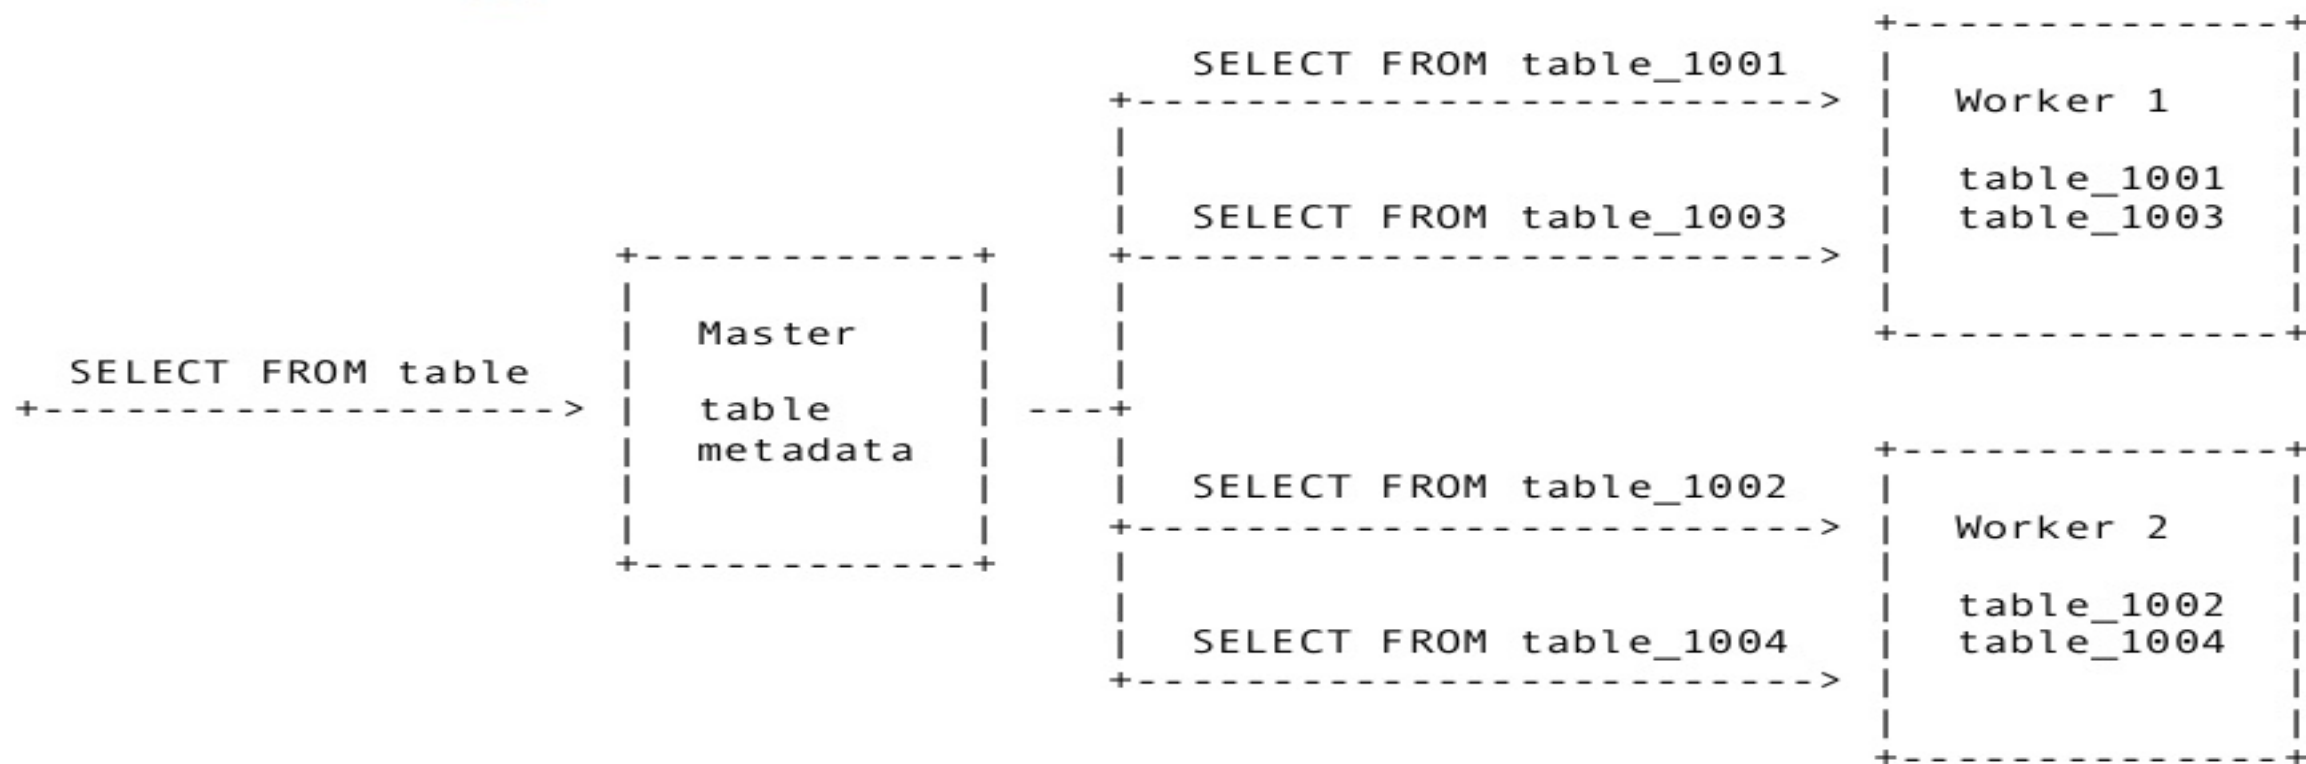 SELECT FROM table_1001
Worker 1
table_1001
SELECT FROM table_1003
table_1003
Master
SELECT FROM table
table
metadata
SELECT FROM table_1002
Worker 2
table_1002
SELECT FROM table_1004
table_1004